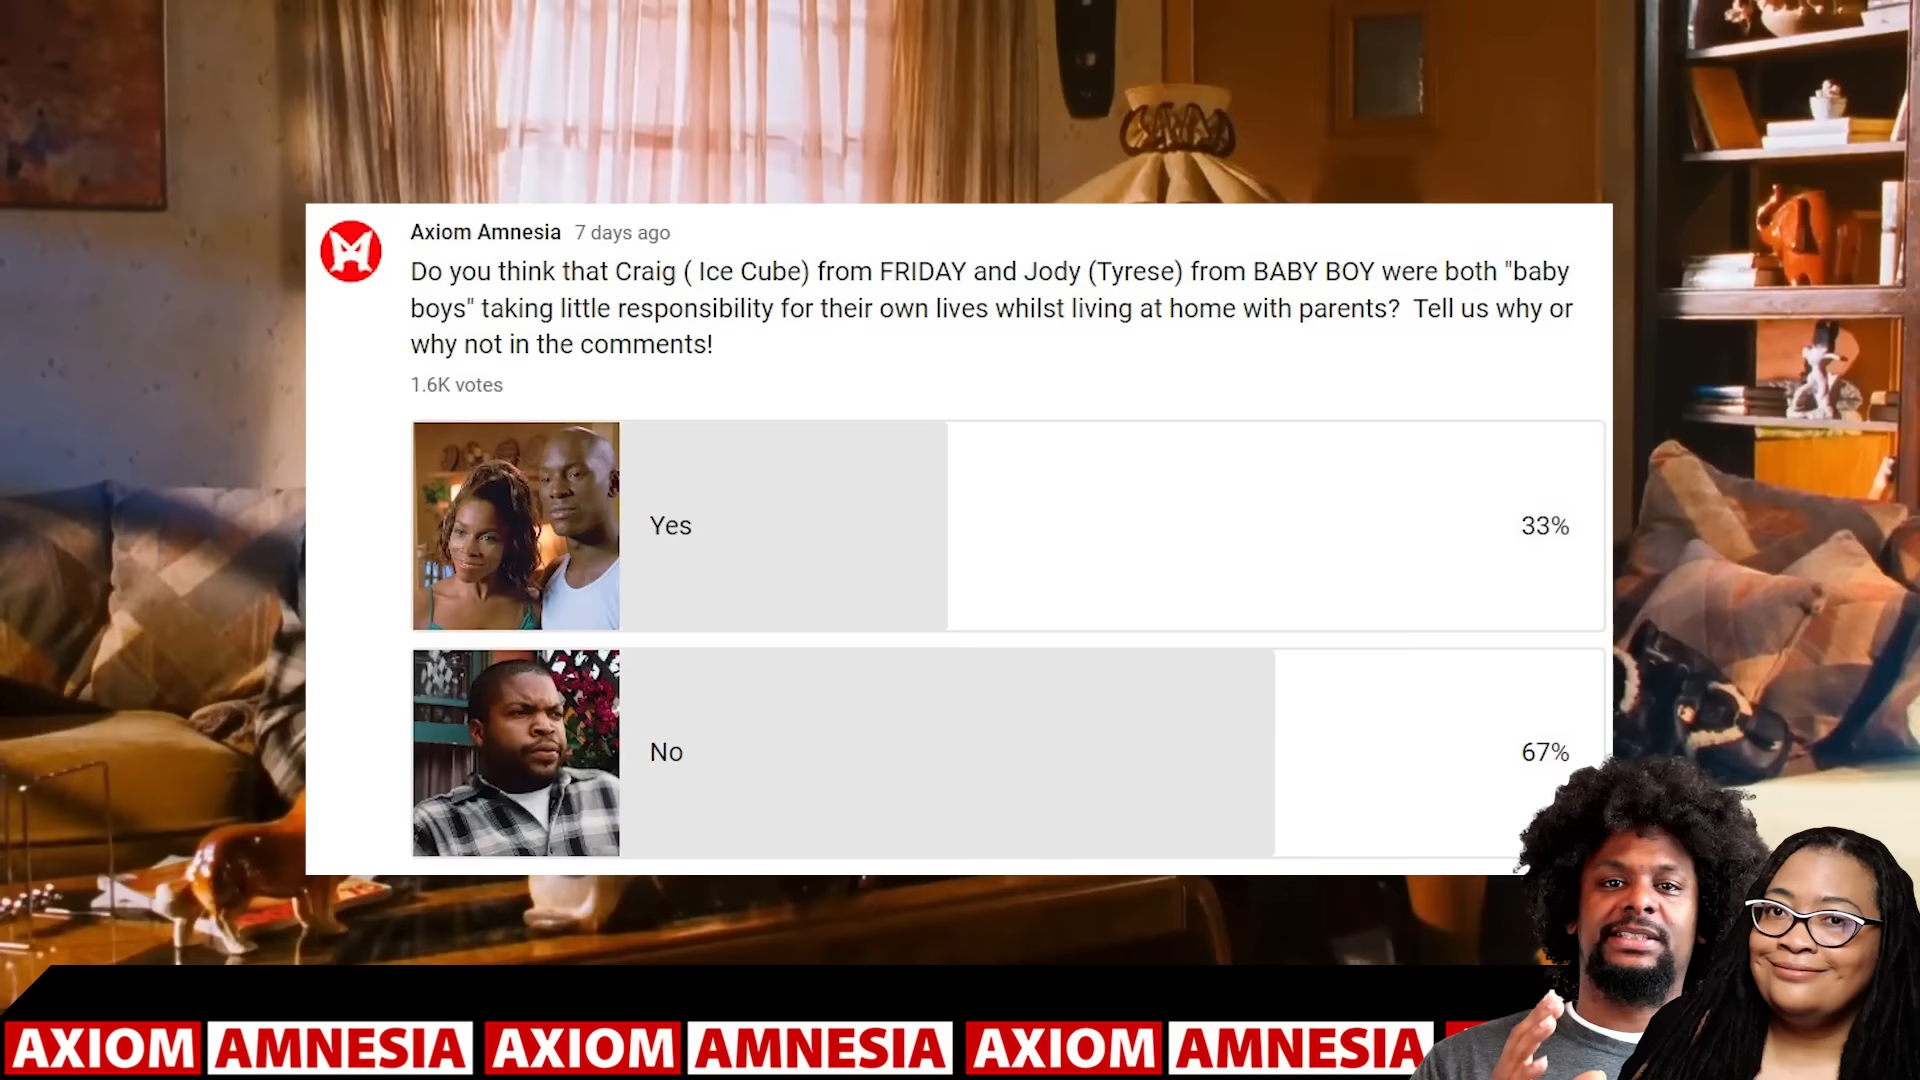 Axiom Amnesia 7 days ago
Do you think that Craig ( Ice Cube) from FRIDAY and Jody (Tyrese) from BABY BOY were both "baby
boys" taking little responsibility for their own lives whilst living at home with parents?  Tell us why or
why not in the comments!
1.6K votes
Yes 33%
No 67%
AXIOM AMNESIA AXIOM AMNESIA AXIOM AMNESIA